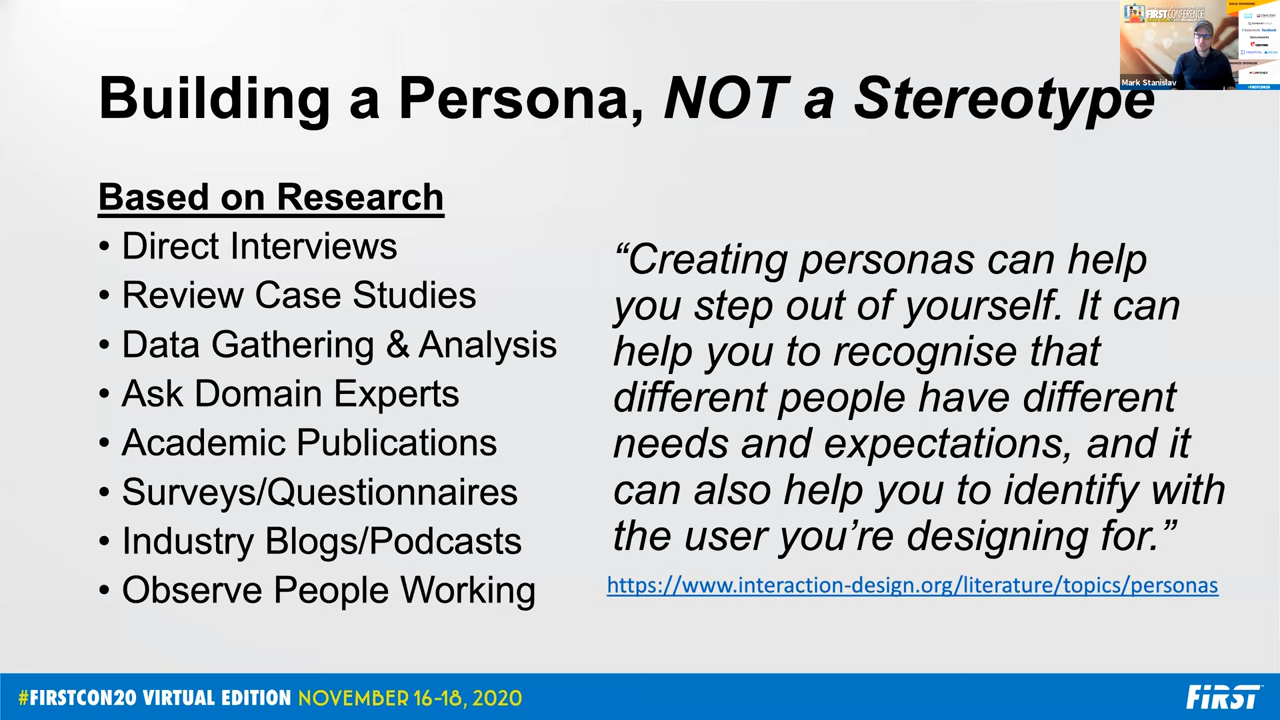 FIRST CONFERENCE
Mark Stanislav
Building a Persona, NOT a Stereotype
Based on Research
• Direct Interviews
• Review Case Studies
• Data Gathering & Analysis
• Ask Domain Experts
• Academic Publications
• Surveys/Questionnaires
• Industry Blogs/Podcasts
• Observe People Working
“Creating personas can help
you step out of yourself. It can
help you to recognise that
different people have different
needs and expectations, and it
can also help you to identify with
the user you’re designing for.”
https://www.interaction-design.org/literature/topics/personas
#FIRSTCON20 VIRTUAL EDITION NOVEMBER 16-18, 2020
FiRST